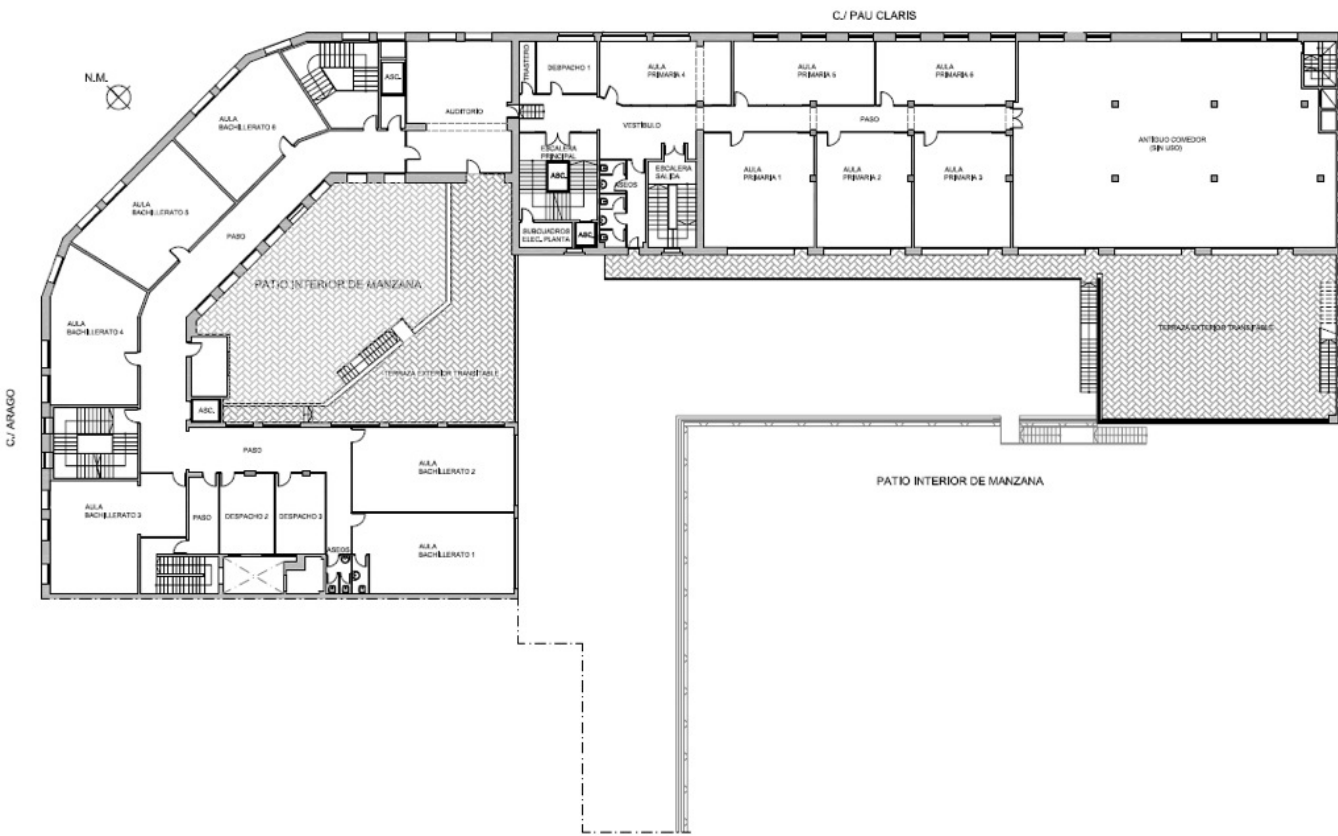 C./ PAU CLARIS
N.M.
ASC.
AUDITORIO
TRASTERO
DESPACHO 1
AULA
PRIMARIA 4
AULA
PRIMARIA 5
AULA
PRIMARIA 6
AULA
BACHILLERATO 6
VESTÍBULO
PASO
ANTIGUO COMEDOR
(SIN USO)
ESCALERA
PRINCIPAL
ASC.
ASEOS
ESCALERA
SALIDA
AULA
PRIMARIA 1
AULA
PRIMARIA 2
AULA
PRIMARIA 3
AULA
BACHILLERATO 5
PASO
SUBCUADROS
ELEC. PLANTA
ASC.
PATIO INTERIOR DE MANZANA
AULA
BACHILLERATO 4
TERRAZA EXTERIOR TRANSITABLE
TERRAZA EXTERIOR TRANSITABLE
C./ ARAGO
ASC.
PASO
AULA
BACHILLERATO 2
PATIO INTERIOR DE MANZANA
AULA
BACHILLERATO 3
PASO
DESPACHO 2
DESPACHO 3
ASEOS
AULA
BACHILLERATO 1